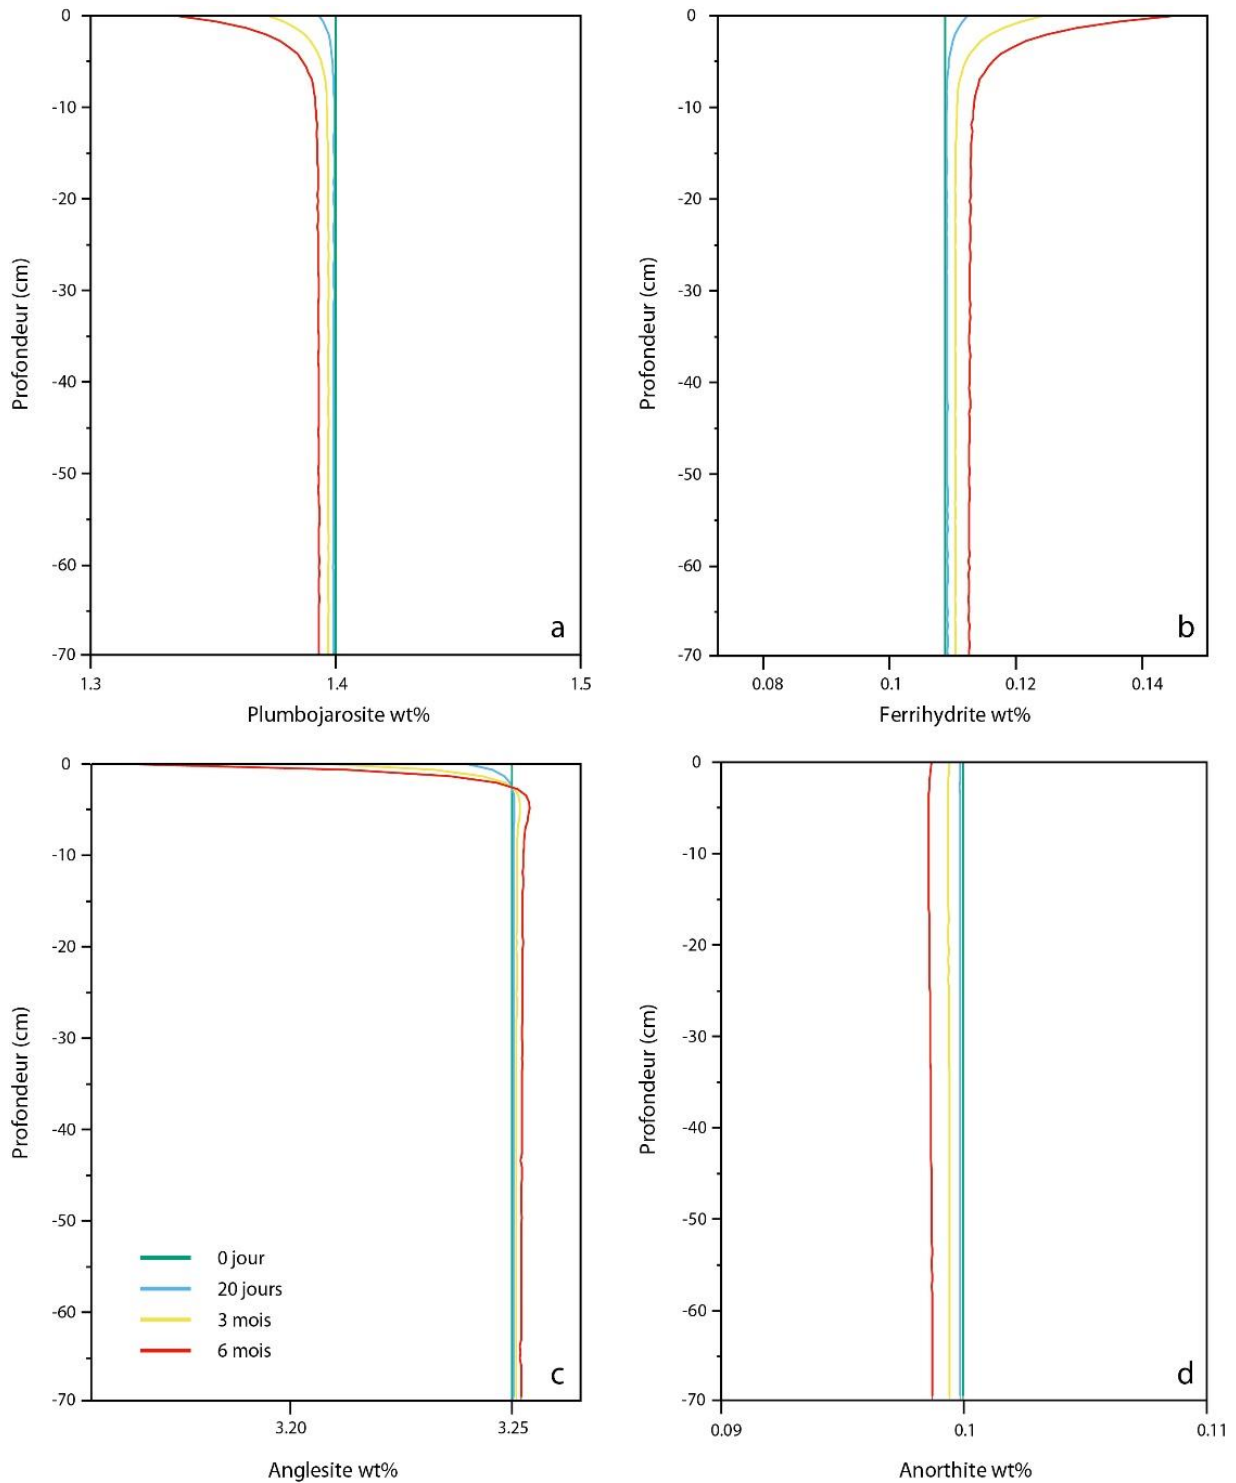 0
-10
-20
-30
-40
-50
-60
-70
Profondeur (cm)
1.3
1.4
1.5
Plumbojarosite wt%
a
0
-10
-20
-30
-40
-50
-60
-70
Profondeur (cm)
0.08
0.1
0.12
0.14
Ferrihydrite wt%
b
0
-10
-20
-30
-40
-50
-60
-70
Profondeur (cm)
0 jour
20 jours
3 mois
6 mois
c
3.20
3.25
Anglesite wt%
0
-10
-20
-30
-40
-50
-60
-70
Profondeur (cm)
d
0.09
0.1
0.11
Anorthite wt%